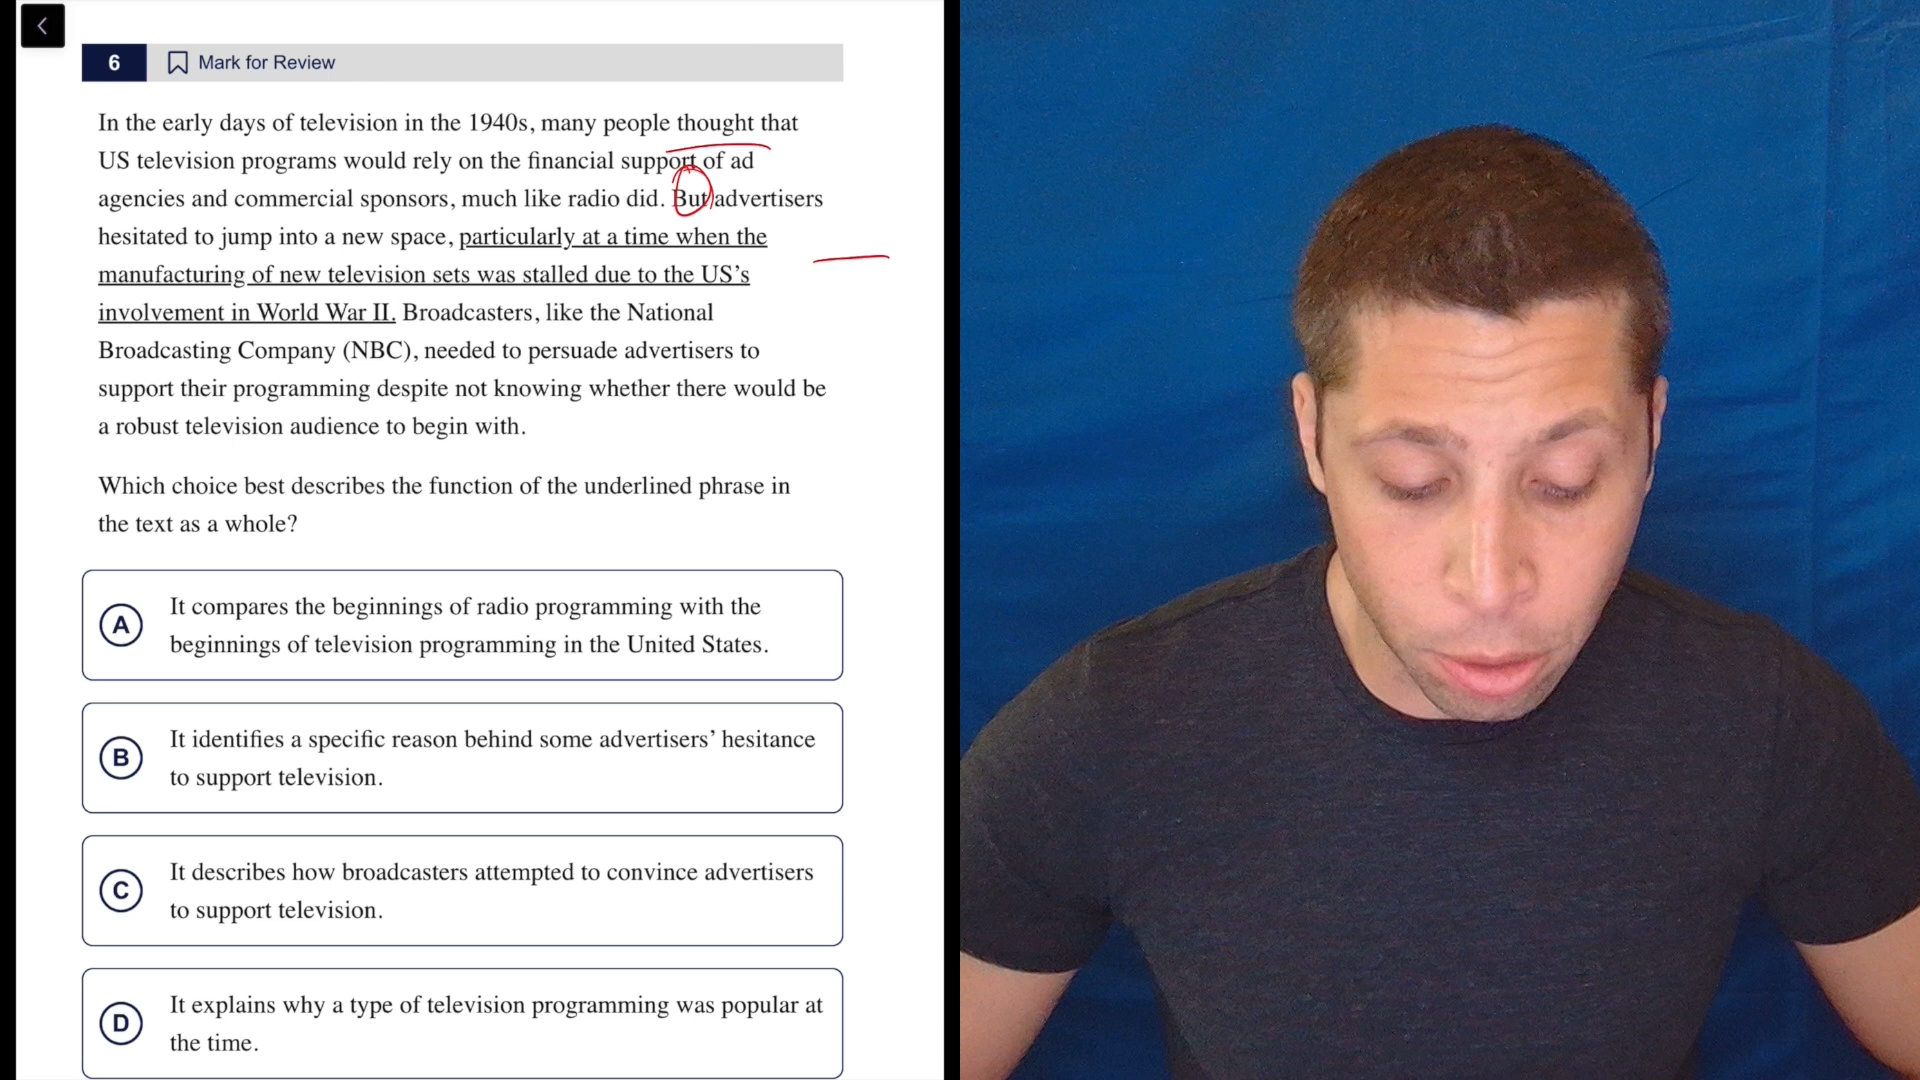 6 Mark for Review
In the early days of television in the 1940s, many people thought that
US television programs would rely on the financial support of ad
agencies and commercial sponsors, much like radio did. But advertisers
hesitated to jump into a new space, particularly at a time when the
manufacturing of new television sets was stalled due to the US’s
involvement in World War II. Broadcasters, like the National
Broadcasting Company (NBC), needed to persuade advertisers to
support their programming despite not knowing whether there would be
a robust television audience to begin with.
Which choice best describes the function of the underlined phrase in
the text as a whole?
A It compares the beginnings of radio programming with the
beginnings of television programming in the United States.
B It identifies a specific reason behind some advertisers’ hesitance
to support television.
C It describes how broadcasters attempted to convince advertisers
to support television.
D It explains why a type of television programming was popular at
the time.